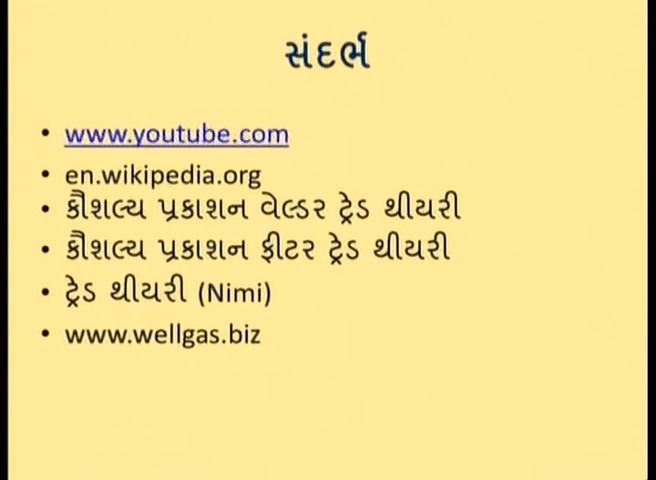 સંદર્ભ
• www.youtube.com
• en.wikipedia.org
• કૌશલ્ય પ્રકાશન વેલ્ડર ટ્રેડ થીયરી
• કૌશલ્ય પ્રકાશન ફીટર ટ્રેડ થીયરી
• ટ્રેડ થીયરી (Nimi)
• www.wellgas.biz